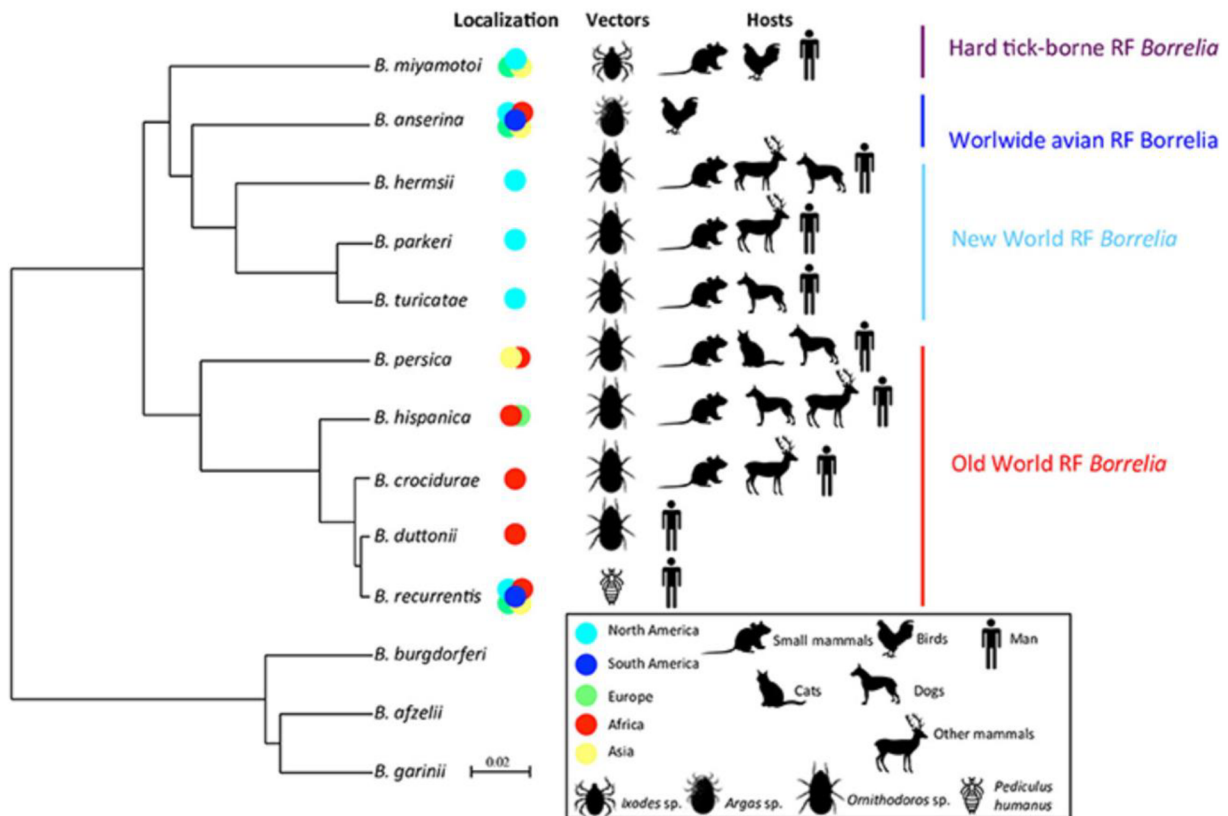 Localization Vectors Hosts
Hard tick-borne RF Borrelia
B. miyamotoi
B. anserina
Worlwide avian RF Borrelia
B. hermsii
B. parkeri
New World RF Borrelia
B. turicatae
B. persica
B. hispanica
Old World RF Borrelia
B. crocidurae
B. duttonii
B. recurrentis
B. burgdorferi
B. afzelii
B. garinii
0.02
North America
South America
Europe
Africa
Asia
Small mammals
Birds
Man
Cats
Dogs
Other mammals
Ixodes sp.
Argas sp.
Ornithodoros sp.
Pediculus
humanus